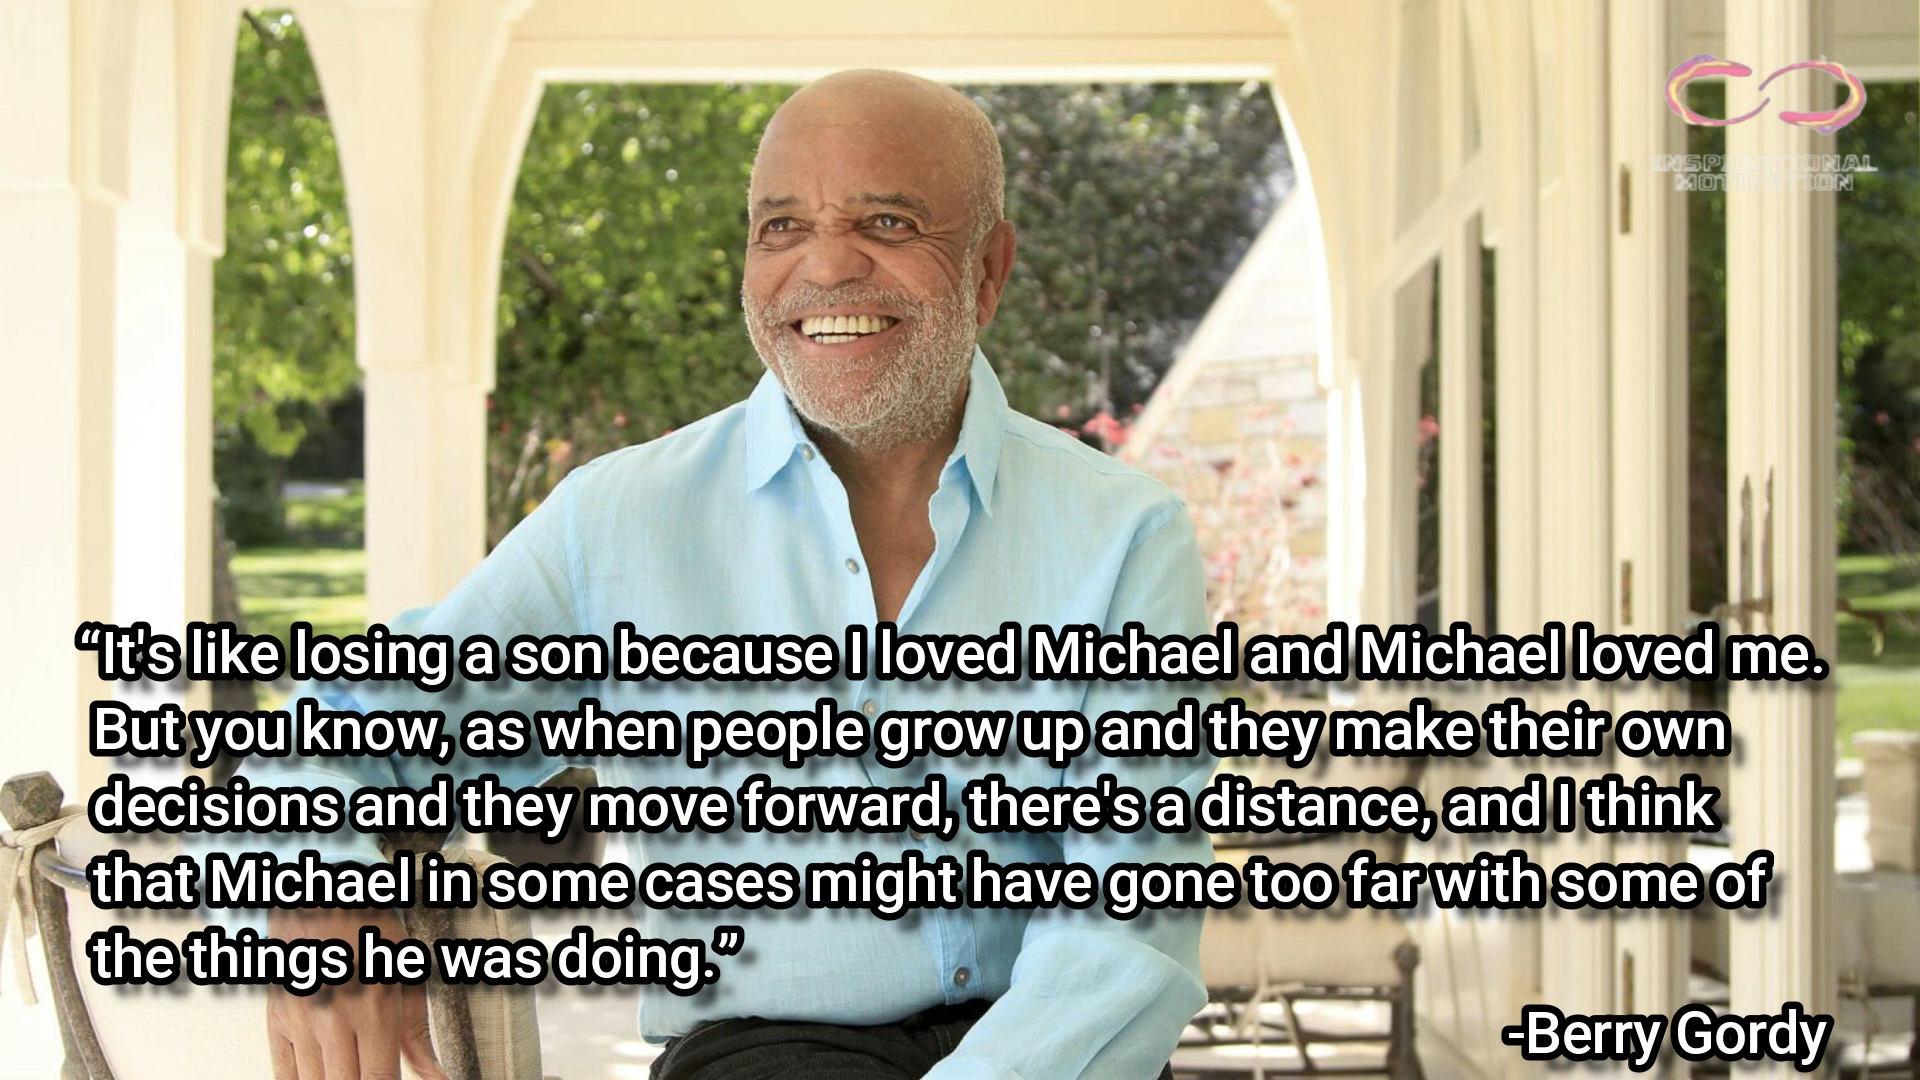 INSPIRATIONAL
MOTIVATION
“It's like losing a son because I loved Michael and Michael loved me.
But you know, as when people grow up and they make their own
decisions and they move forward, there's a distance, and I think
that Michael in some cases might have gone too far with some of
the things he was doing.”
-Berry Gordy